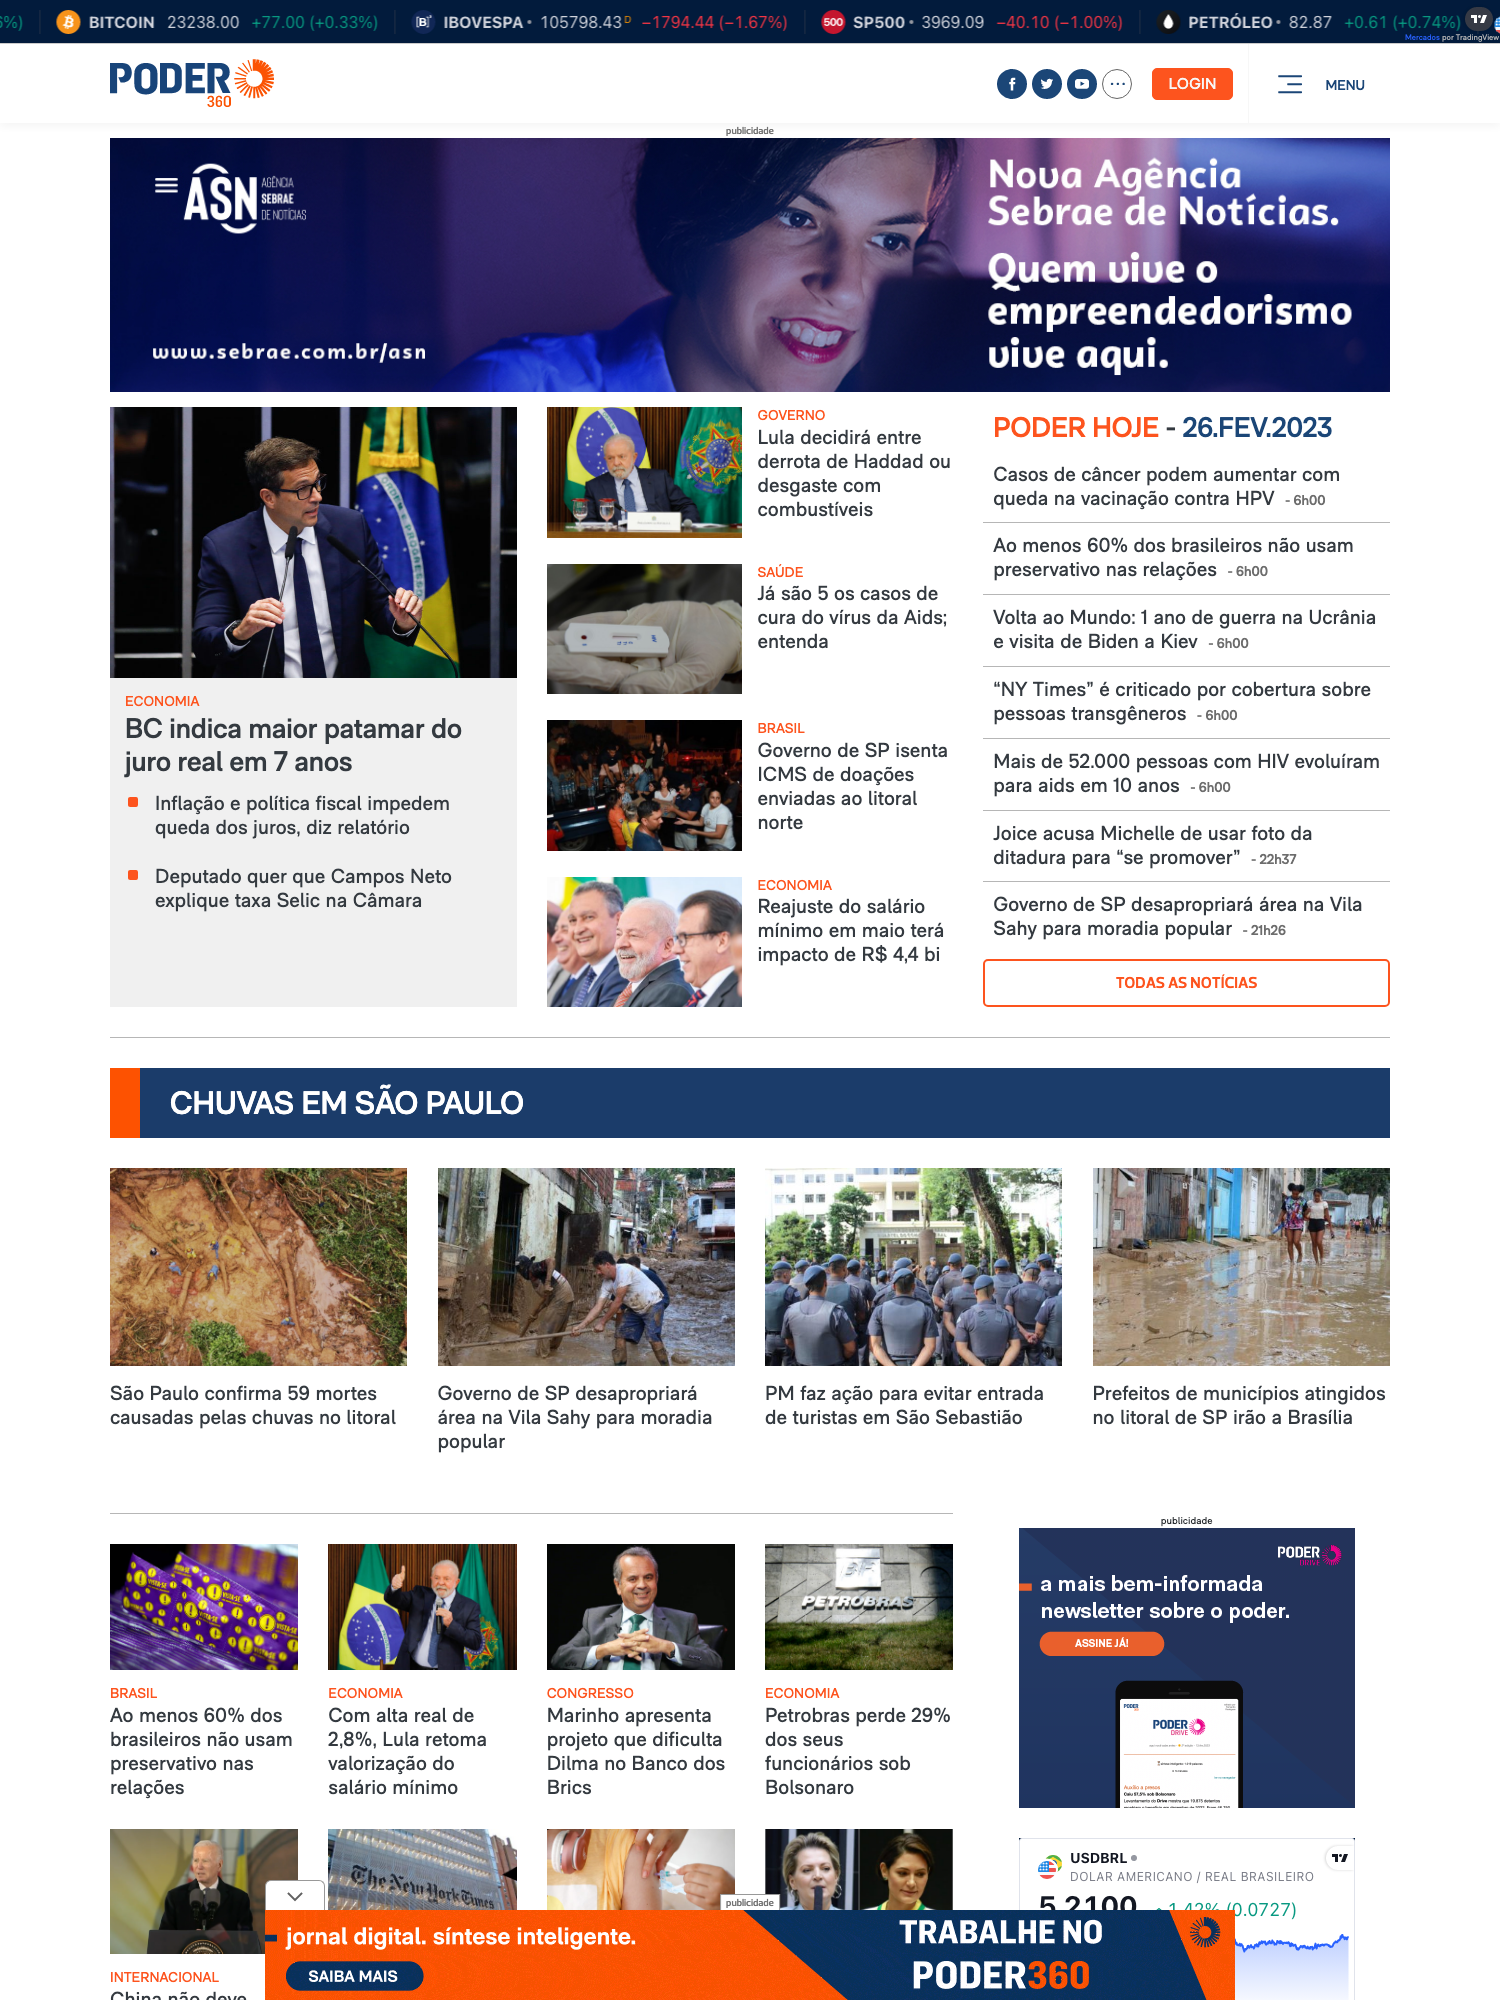 BITCOIN 23238.00 +77.00 (+0.33%) IBOVESPA 105798.43 D −1794.44 (−1.67%) 500 SP500 3969.09 −40.10 (−1.00%) PETRÓLEO 82.87 +0.61 (+0.74%)
Mercados por TradingView
PODER
360
LOGIN
MENU
publicidade
ASN AGÊNCIA
SEBRAE
DE NOTÍCIAS
www.sebrae.com.br/asn
Nova Agência
Sebrae de Notícias.
Quem vive o
empreendedorismo
vive aqui.
ECONOMIA
BC indica maior patamar do
juro real em 7 anos
Inflação e política fiscal impedem
queda dos juros, diz relatório
Deputado quer que Campos Neto
explique taxa Selic na Câmara
GOVERNO
Lula decidirá entre
derrota de Haddad ou
desgaste com
combustíveis
SAÚDE
Já são 5 os casos de
cura do vírus da Aids;
entenda
BRASIL
Governo de SP isenta
ICMS de doações
enviadas ao litoral
norte
ECONOMIA
Reajuste do salário
mínimo em maio terá
impacto de R$ 4,4 bi
PODER HOJE - 26.FEV.2023
Casos de câncer podem aumentar com
queda na vacinação contra HPV - 6h00
Ao menos 60% dos brasileiros não usam
preservativo nas relações - 6h00
Volta ao Mundo: 1 ano de guerra na Ucrânia
e visita de Biden a Kiev - 6h00
“NY Times” é criticado por cobertura sobre
pessoas transgêneros - 6h00
Mais de 52.000 pessoas com HIV evoluíram
para aids em 10 anos - 6h00
Joice acusa Michelle de usar foto da
ditadura para “se promover” - 22h37
Governo de SP desapropriará área na Vila
Sahy para moradia popular - 21h26
TODAS AS NOTÍCIAS
CHUVAS EM SÃO PAULO
São Paulo confirma 59 mortes
causadas pelas chuvas no litoral
Governo de SP desapropriará
área na Vila Sahy para moradia
popular
PM faz ação para evitar entrada
de turistas em São Sebastião
Prefeitos de municípios atingidos
no litoral de SP irão a Brasília
BRASIL
Ao menos 60% dos
brasileiros não usam
preservativo nas
relações
ECONOMIA
Com alta real de
2,8%, Lula retoma
valorização do
salário mínimo
CONGRESSO
Marinho apresenta
projeto que dificulta
Dilma no Banco dos
Brics
PETROBRAS
ECONOMIA
Petrobras perde 29%
dos seus
funcionários sob
Bolsonaro
publicidade
PODER
DRIVE
a mais bem-informada
newsletter sobre o poder.
ASSINE JÁ!
PODER
DRIVE
USDBRL
DOLAR AMERICANO / REAL BRASILEIRO
5.2100 1.42% (0.0727)
The New York Times
INTERNACIONAL
China não deve
publicidade
jornal digital. síntese inteligente.
SAIBA MAIS
TRABALHE NO
PODER360